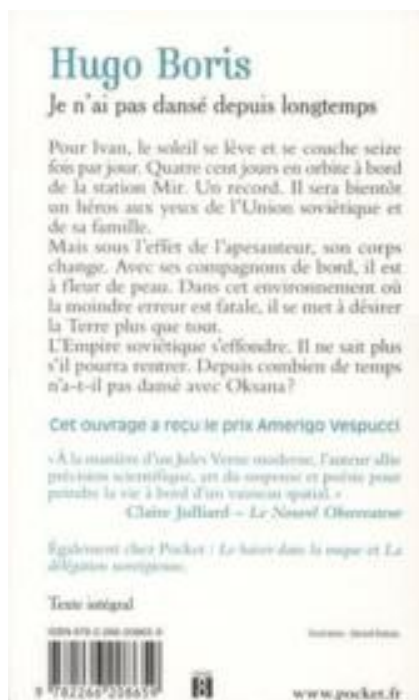 Hugo Boris
Je n'ai pas dansé depuis longtemps
Pour Ivan, le soleil se lève et se couche seize
fois par jour. Quatre cent jours en orbite à bord
de la station Mir. Un record. Il sera bientôt
un héros aux yeux de l'Union soviétique et
de sa famille.
Mais sous l'effet de l'apesanteur, son corps
change. Avec ses compagnons de bord, il est
à fleur de peau. Dans cet environnement où
la moindre erreur est fatale, il se met à désirer
la Terre plus que tout.
L'Empire soviétique s'effondre. Il ne sait plus
s'il pourra rentrer. Depuis combien de temps
n'a-t-il pas dansé avec Oksana ?
Cet ouvrage a reçu le prix Amerigo Vespucci
« À la manière d'un Jules Verne moderne, l'auteur allie
précision scientifique, art du suspense et poésie pour
peindre la vie à bord d'un vaisseau spatial. »
Claire Julliard – Le Nouvel Observateur
Également chez Pocket : Le baiser dans la nuque et La
délégation norvégienne.
Texte intégral
9 782266 208659
www.pocket.fr